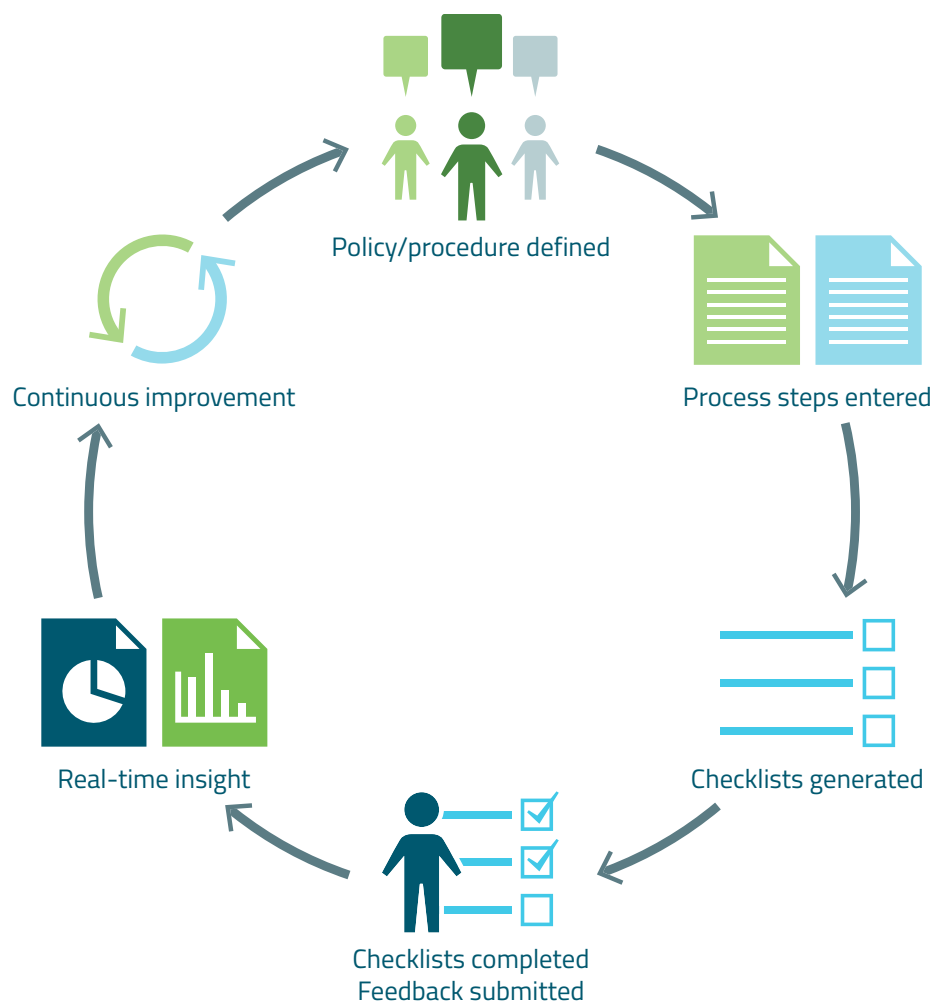 Policy/procedure defined
Process steps entered
Checklists generated
Checklists completed
Feedback submitted
Real-time insight
Continuous improvement